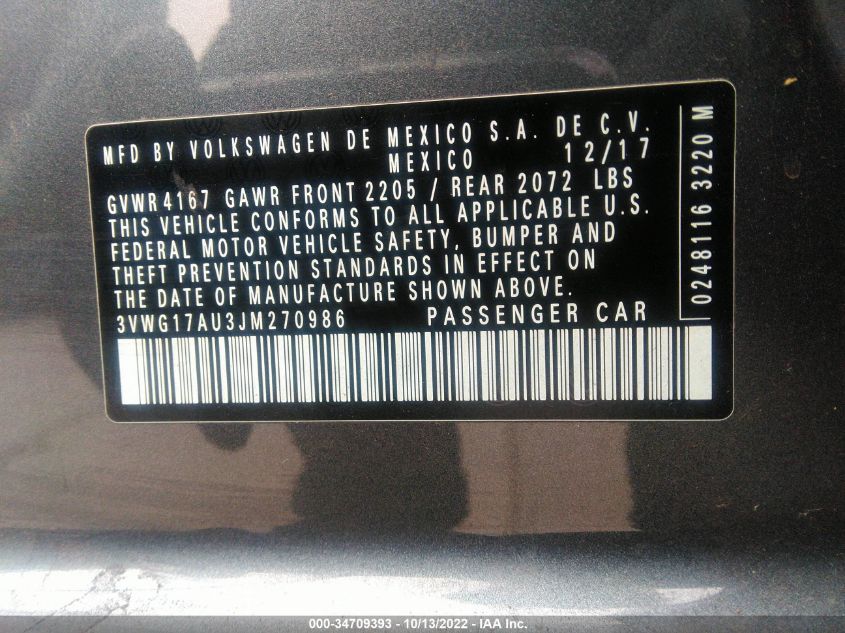 MFD BY VOLKSWAGEN DE MEXICO S.A. DE C.V.
MEXICO 12/17
GVWR 4167 GAWR FRONT 2205 / REAR 2072 LBS
THIS VEHICLE CONFORMS TO ALL APPLICABLE U.S.
FEDERAL MOTOR VEHICLE SAFETY, BUMPER AND
THEFT PREVENTION STANDARDS IN EFFECT ON
THE DATE OF MANUFACTURE SHOWN ABOVE.
3VWG17AU3JM270986 PASSENGER CAR
0248116 3220 M
000-34709393 - 10/13/2022 - IAA Inc.